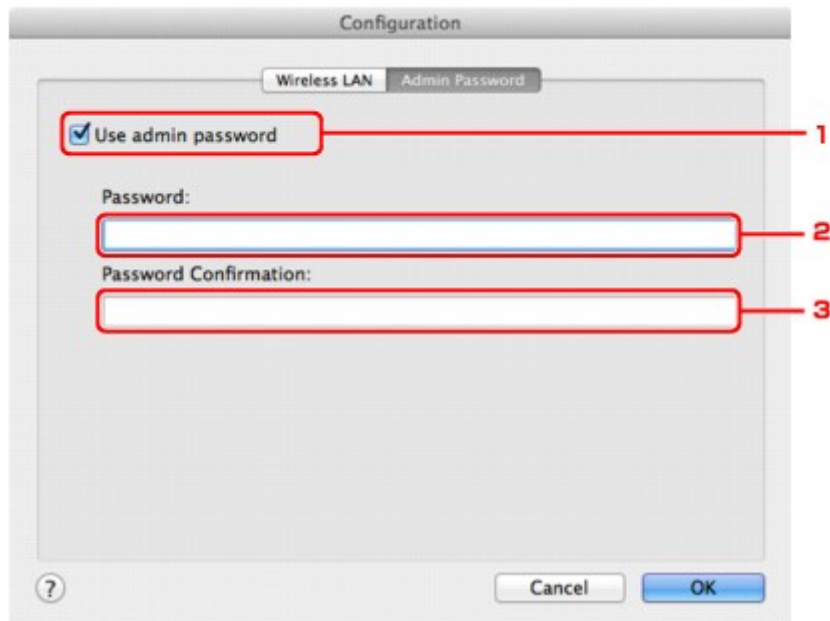 Configuration
Wireless LAN Admin Password
Use admin password 1
Password:
2
Password Confirmation:
3
? Cancel OK